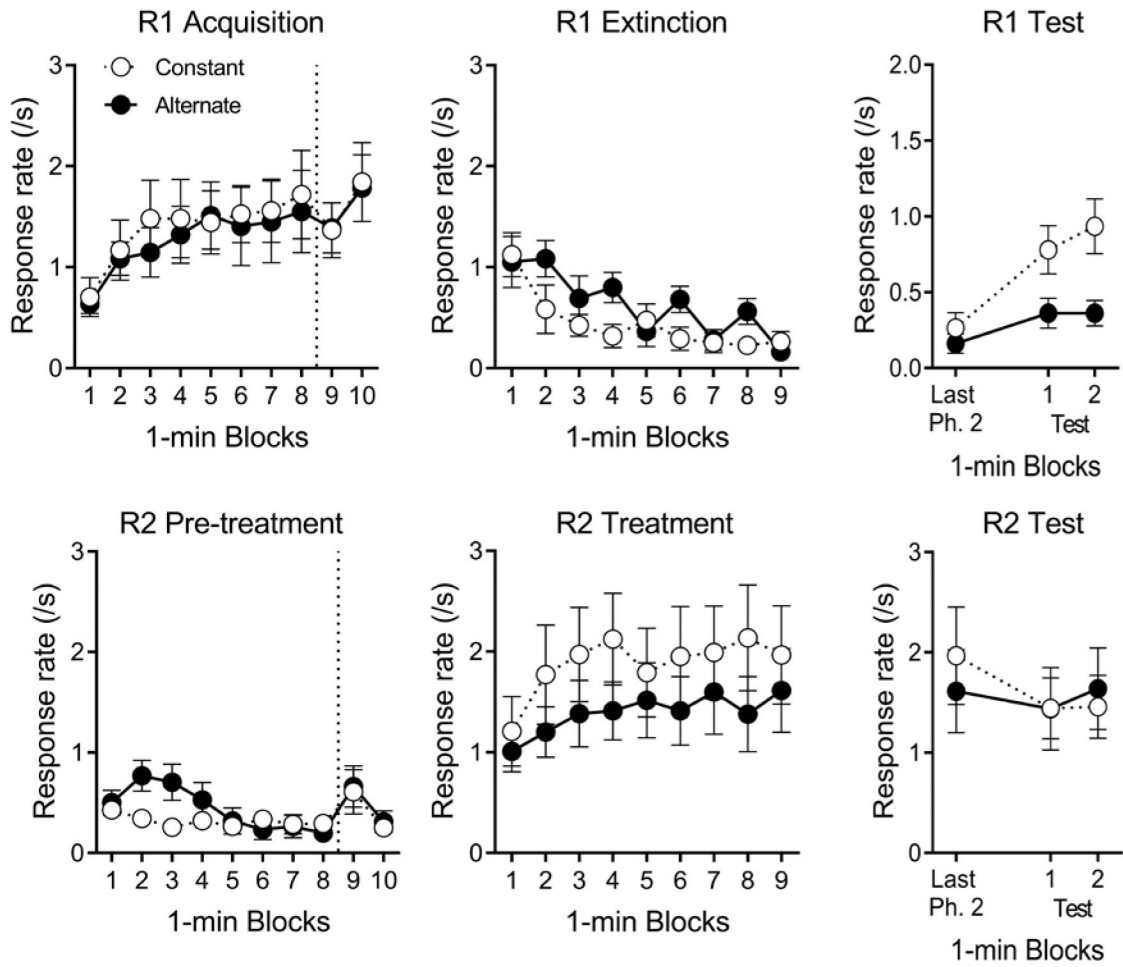 R1 Acquisition
Response rate (/s)
3
2
1
0
Constant
Alternate
1 2 3 4 5 6 7 8 9 10
1-min Blocks
R1 Extinction
Response rate (/s)
3
2
1
0
1 2 3 4 5 6 7 8 9
1-min Blocks
R1 Test
Response rate (/s)
2.0
1.5
1.0
0.5
0.0
Last 1 2
Ph. 2 Test
1-min Blocks
R2 Pre-treatment
Response rate (/s)
3
2
1
0
1 2 3 4 5 6 7 8 9 10
1-min Blocks
R2 Treatment
Response rate (/s)
3
2
1
0
1 2 3 4 5 6 7 8 9
1-min Blocks
R2 Test
Response rate (/s)
3
2
1
0
Last 1 2
Ph. 2 Test
1-min Blocks